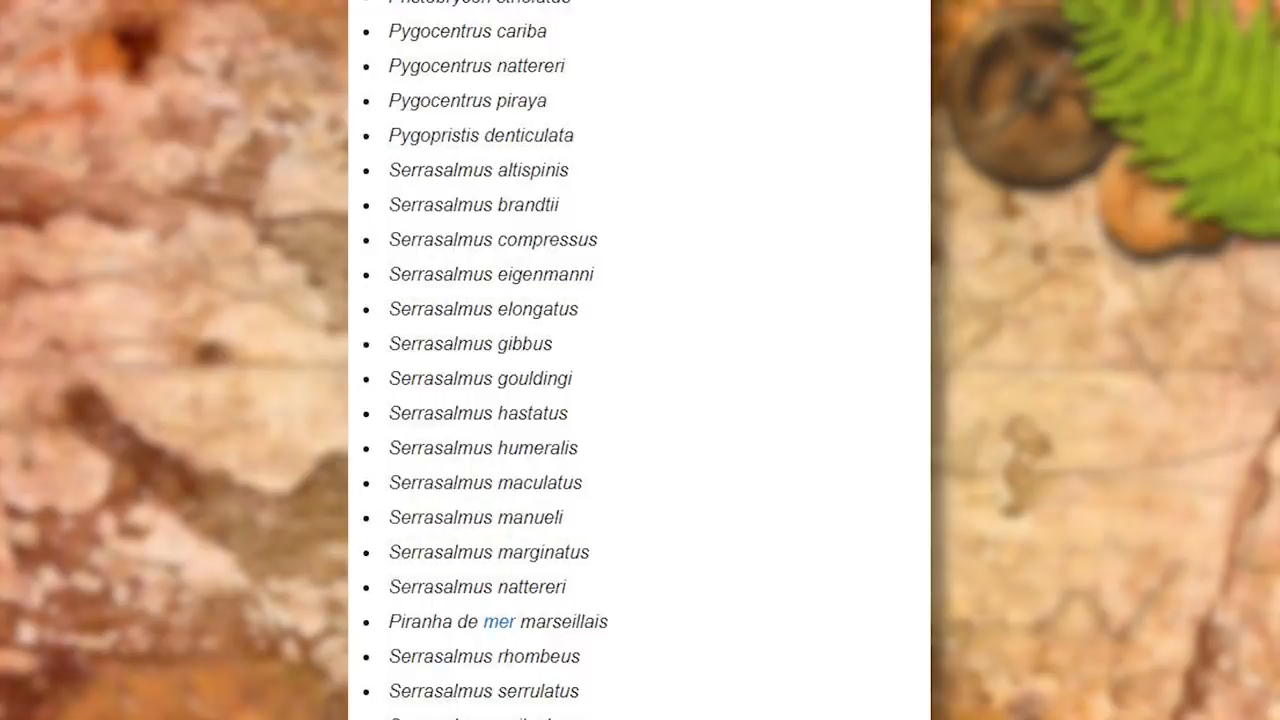 Pygocentrus cariba
Pygocentrus nattereri
Pygocentrus piraya
Pygopristis denticulata
Serrasalmus altispinis
Serrasalmus brandtii
Serrasalmus compressus
Serrasalmus eigenmanni
Serrasalmus elongatus
Serrasalmus gibbus
Serrasalmus gouldingi
Serrasalmus hastatus
Serrasalmus humeralis
Serrasalmus maculatus
Serrasalmus manueli
Serrasalmus marginatus
Serrasalmus nattereri
Piranha de mer marseillais
Serrasalmus rhombeus
Serrasalmus serrulatus